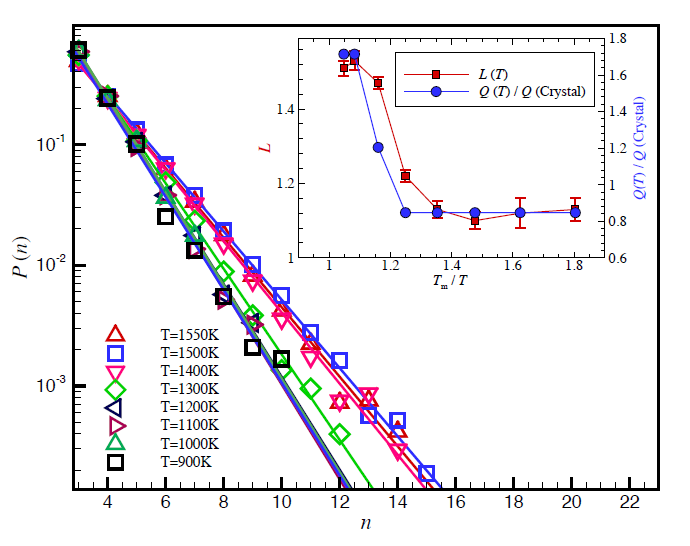 1.8
1.6
1.4
1.2
1
0.8
0.6
Q(T) / Q (Crystal)
L (T)
Q (T) / Q (Crystal)
1.4
1.2
1
L
1
1.2
1.4
1.6
1.8
Tm / T
10-1
10-2
10-3
P (n)
T=1550K
T=1500K
T=1400K
T=1300K
T=1200K
T=1100K
T=1000K
T=900K
4 6 8 10 12 14 16 18 20 22
n